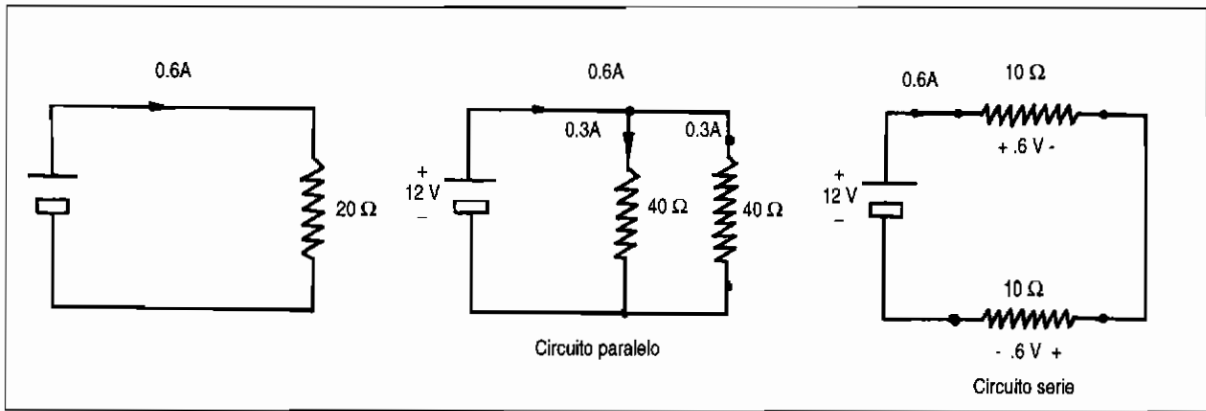 0.6A
20 Ω
0.6A
0.3A
0.3A
+
12 V
−
40 Ω
40 Ω
Circuito paralelo
0.6A
10 Ω
+ .6 V -
+
12 V
−
10 Ω
- .6 V +
Circuito serie